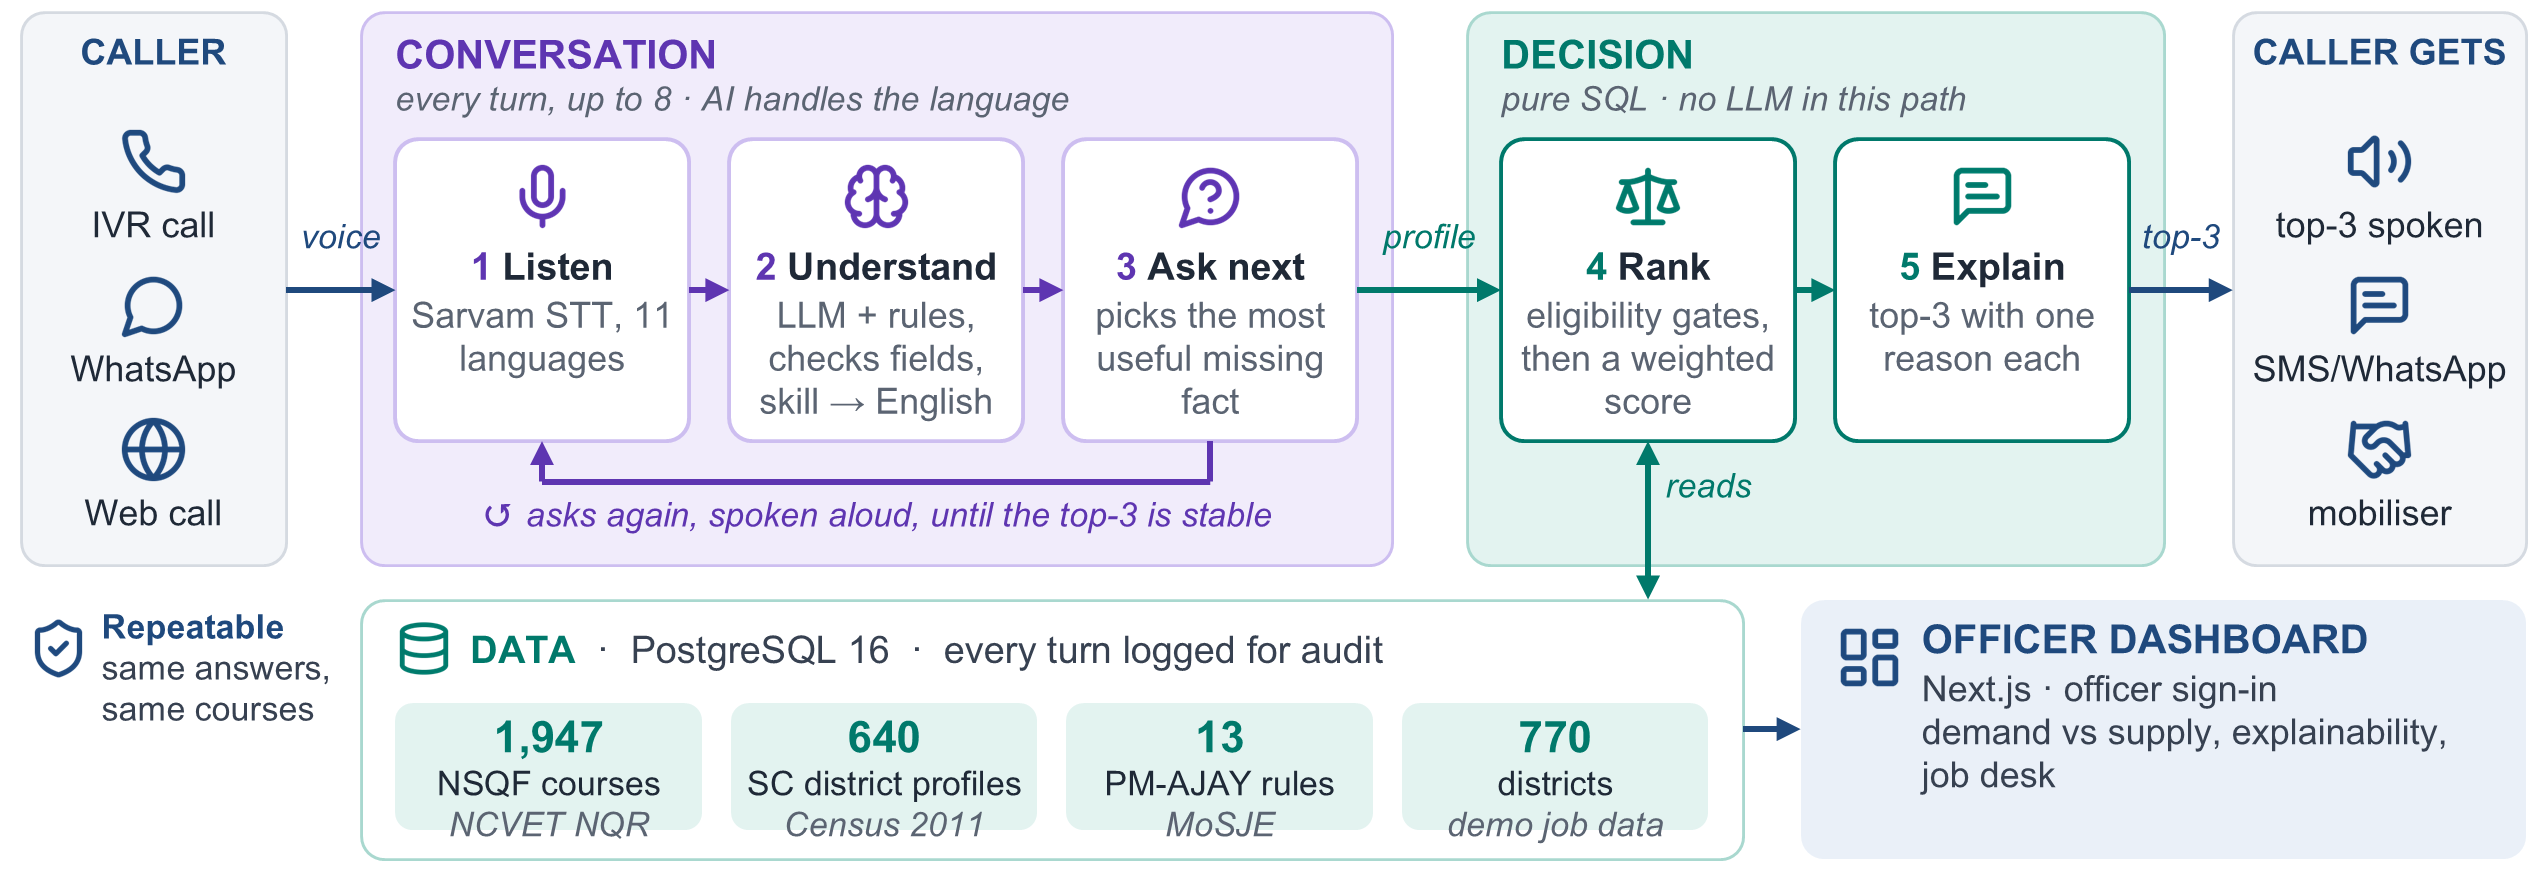 CALLER
IVR call
WhatsApp
Web call
voice
CONVERSATION
every turn, up to 8 · AI handles the language
1 Listen
Sarvam STT, 11
languages
2 Understand
LLM + rules,
checks fields,
skill → English
3 Ask next
picks the most
useful missing
fact
↺ asks again, spoken aloud, until the top-3 is stable
profile
DECISION
pure SQL · no LLM in this path
4 Rank
eligibility gates,
then a weighted
score
5 Explain
top-3 with one
reason each
reads
top-3
CALLER GETS
top-3 spoken
SMS/WhatsApp
mobiliser
Repeatable
same answers,
same courses
DATA · PostgreSQL 16 · every turn logged for audit
1,947
NSQF courses
NCVET NQR
640
SC district profiles
Census 2011
13
PM-AJAY rules
MoSJE
770
districts
demo job data
OFFICER DASHBOARD
Next.js · officer sign-in
demand vs supply, explainability,
job desk